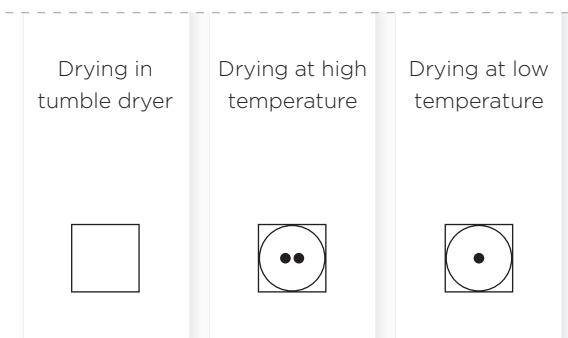 Drying in
tumble dryer
Drying at high
temperature
Drying at low
temperature